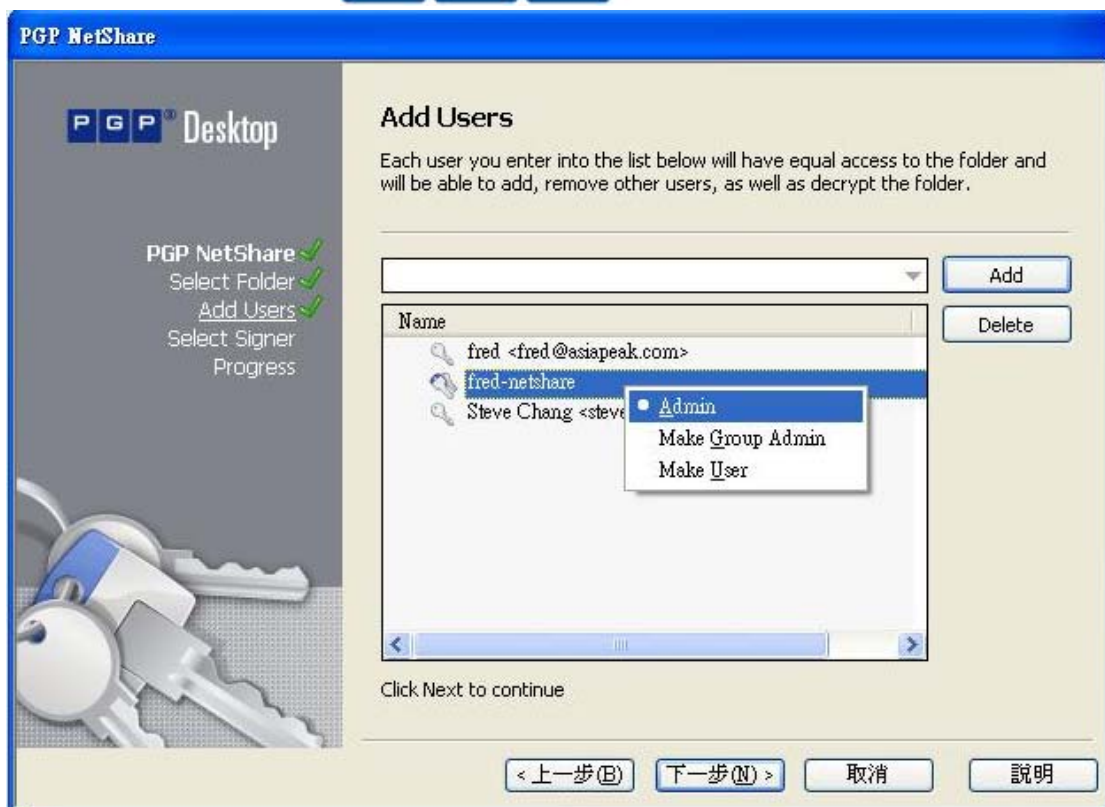 PGP NetShare
PGP® Desktop
PGP NetShare
Select Folder
Add Users
Select Signer
Progress
Add Users
Each user you enter into the list below will have equal access to the folder and
will be able to add, remove other users, as well as decrypt the folder.
Add
Name
Delete
fred <fred@asiapeak.com>
fred-netshare
Steve Chang <steve
Admin
Make Group Admin
Make User
Click Next to continue
<上一步(B)
下一步(N)>
取消
說明